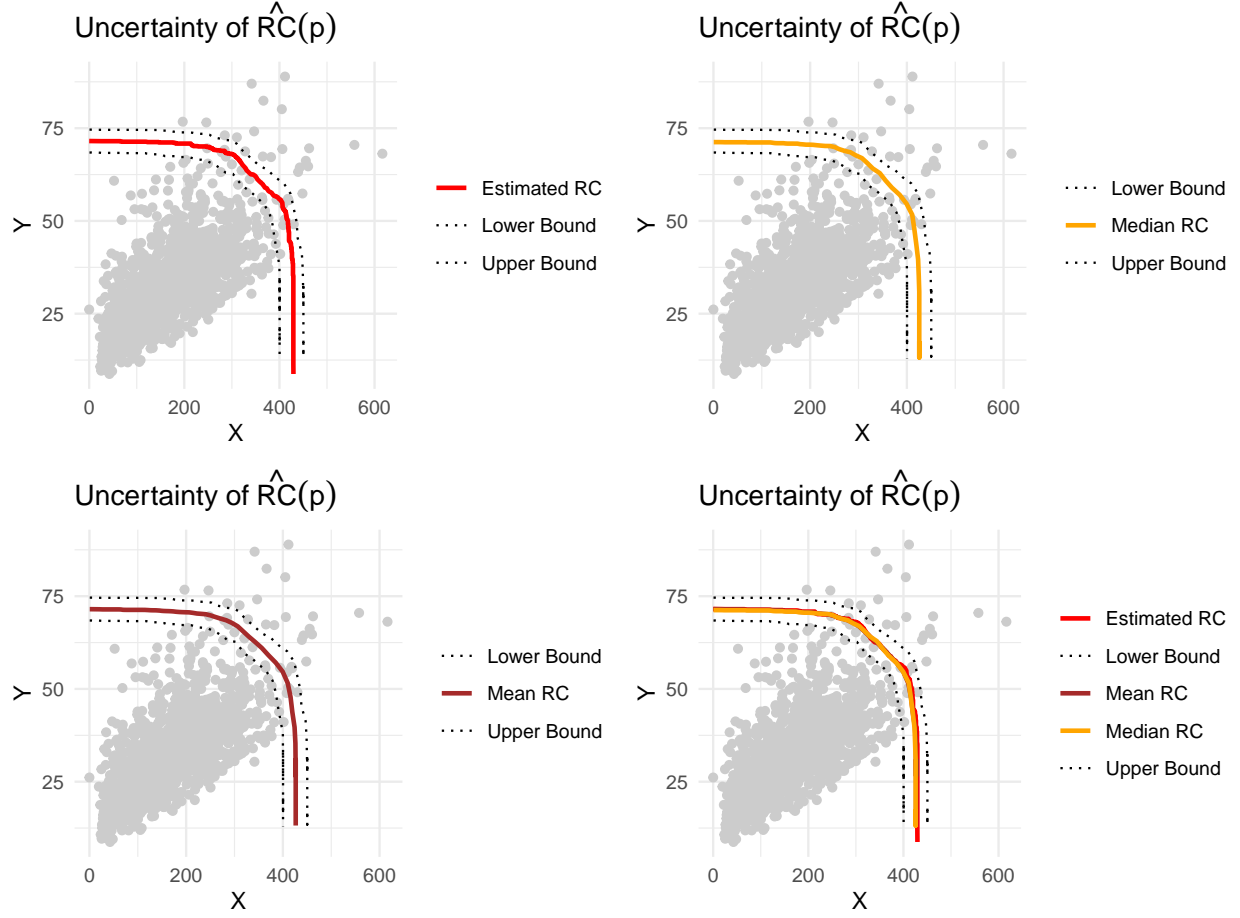 Uncertainty of R̂C(p)
75
50
25
Y
0 200 400 600
X
Estimated RC
Lower Bound
Upper Bound
Uncertainty of R̂C(p)
75
50
25
Y
0 200 400 600
X
Lower Bound
Median RC
Upper Bound
Uncertainty of R̂C(p)
75
50
25
Y
0 200 400 600
X
Lower Bound
Mean RC
Upper Bound
Uncertainty of R̂C(p)
75
50
25
Y
0 200 400 600
X
Estimated RC
Lower Bound
Mean RC
Median RC
Upper Bound